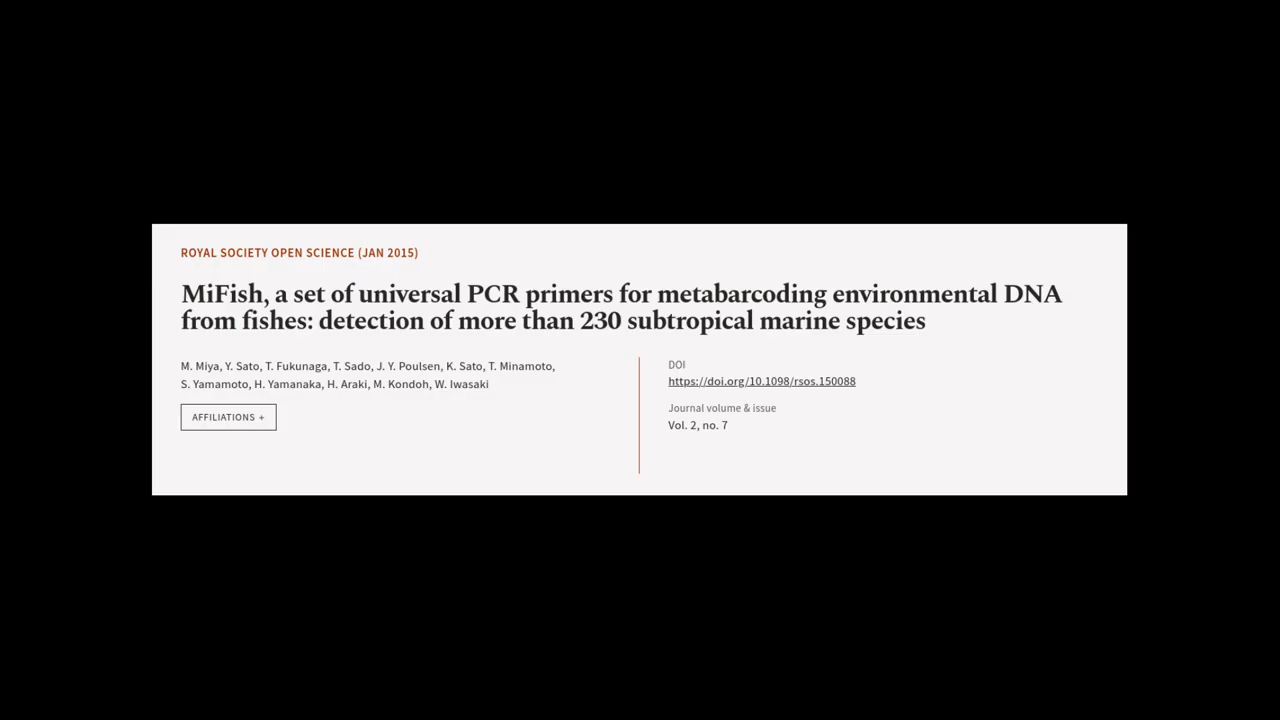 ROYAL SOCIETY OPEN SCIENCE (JAN 2015)
MiFish, a set of universal PCR primers for metabarcoding environmental DNA
from fishes: detection of more than 230 subtropical marine species
M. Miya, Y. Sato, T. Fukunaga, T. Sado, J. Y. Poulsen, K. Sato, T. Minamoto,
S. Yamamoto, H. Yamanaka, H. Araki, M. Kondoh, W. Iwasaki
AFFILIATIONS +
DOI
https://doi.org/10.1098/rsos.150088
Journal volume & issue
Vol. 2, no. 7